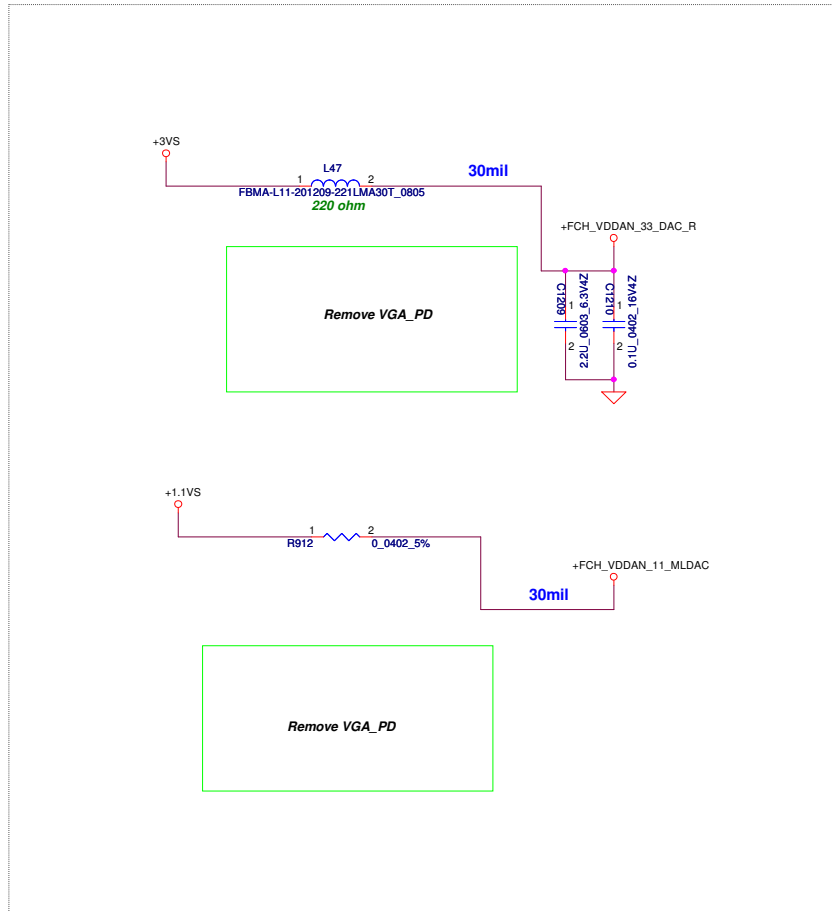 +3VS
L47
1
2
FBMA-L11-201209-221LMA30T_0805
220 ohm
30mil
+FCH_VDDAN_33_DAC_R
C1209
1
2
2.2U_0603_6.3V4Z
C1210
1
2
0.1U_0402_16V4Z
Remove VGA_PD
+1.1VS
1
2
R912
0_0402_5%
+FCH_VDDAN_11_MLDAC
30mil
Remove VGA_PD